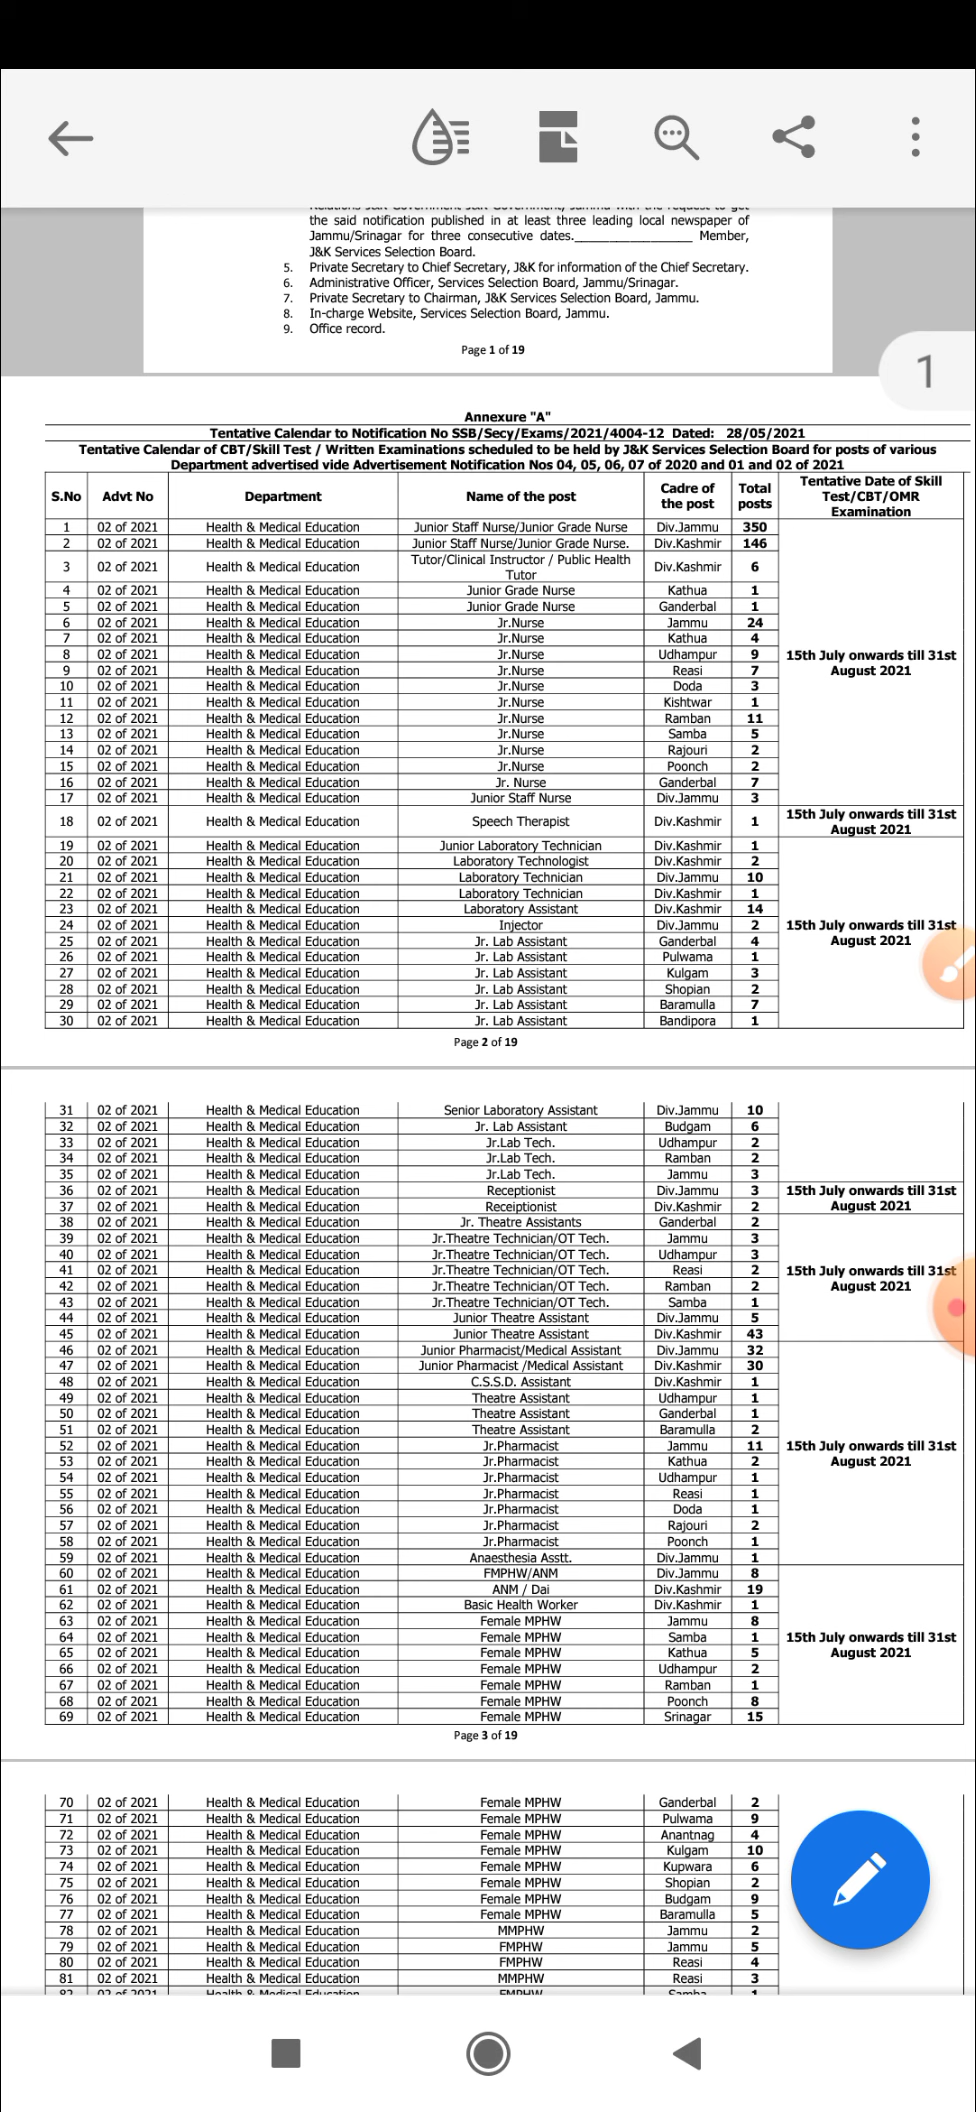 the said notification published in at least three leading local newspaper of
Jammu/Srinagar for three consecutive dates.__________________ Member,
J&K Services Selection Board.
5. Private Secretary to Chief Secretary, J&K for information of the Chief Secretary.
6. Administrative Officer, Services Selection Board, Jammu/Srinagar.
7. Private Secretary to Chairman, J&K Services Selection Board, Jammu.
8. In-charge Website, Services Selection Board, Jammu.
9. Office record.
Page 1 of 19
1
Annexure "A"
Tentative Calendar to Notification No SSB/Secy/Exams/2021/4004-12 Dated: 28/05/2021
Tentative Calendar of CBT/Skill Test / Written Examinations scheduled to be held by J&K Services Selection Board for posts of various
Department advertised vide Advertisement Notification Nos 04, 05, 06, 07 of 2020 and 01 and 02 of 2021
S.No Advt No Department Name of the post Cadre of the post Total posts Tentative Date of Skill Test/CBT/OMR Examination
1 02 of 2021 Health & Medical Education Junior Staff Nurse/Junior Grade Nurse Div.Jammu 350
2 02 of 2021 Health & Medical Education Junior Staff Nurse/Junior Grade Nurse. Div.Kashmir 146
3 02 of 2021 Health & Medical Education Tutor/Clinical Instructor / Public Health Tutor Div.Kashmir 6
4 02 of 2021 Health & Medical Education Junior Grade Nurse Kathua 1
5 02 of 2021 Health & Medical Education Junior Grade Nurse Ganderbal 1
6 02 of 2021 Health & Medical Education Jr.Nurse Jammu 24
7 02 of 2021 Health & Medical Education Jr.Nurse Kathua 4
8 02 of 2021 Health & Medical Education Jr.Nurse Udhampur 9 15th July onwards till 31st
9 02 of 2021 Health & Medical Education Jr.Nurse Reasi 7 August 2021
10 02 of 2021 Health & Medical Education Jr.Nurse Doda 3
11 02 of 2021 Health & Medical Education Jr.Nurse Kishtwar 1
12 02 of 2021 Health & Medical Education Jr.Nurse Ramban 11
13 02 of 2021 Health & Medical Education Jr.Nurse Samba 5
14 02 of 2021 Health & Medical Education Jr.Nurse Rajouri 2
15 02 of 2021 Health & Medical Education Jr.Nurse Poonch 2
16 02 of 2021 Health & Medical Education Jr. Nurse Ganderbal 7
17 02 of 2021 Health & Medical Education Junior Staff Nurse Div.Jammu 3
18 02 of 2021 Health & Medical Education Speech Therapist Div.Kashmir 1 15th July onwards till 31st August 2021
19 02 of 2021 Health & Medical Education Junior Laboratory Technician Div.Kashmir 1
20 02 of 2021 Health & Medical Education Laboratory Technologist Div.Kashmir 2
21 02 of 2021 Health & Medical Education Laboratory Technician Div.Jammu 10
22 02 of 2021 Health & Medical Education Laboratory Technician Div.Kashmir 1
23 02 of 2021 Health & Medical Education Laboratory Assistant Div.Kashmir 14
24 02 of 2021 Health & Medical Education Injector Div.Jammu 2 15th July onwards till 31st
25 02 of 2021 Health & Medical Education Jr. Lab Assistant Ganderbal 4 August 2021
26 02 of 2021 Health & Medical Education Jr. Lab Assistant Pulwama 1
27 02 of 2021 Health & Medical Education Jr. Lab Assistant Kulgam 3
28 02 of 2021 Health & Medical Education Jr. Lab Assistant Shopian 2
29 02 of 2021 Health & Medical Education Jr. Lab Assistant Baramulla 7
30 02 of 2021 Health & Medical Education Jr. Lab Assistant Bandipora 1
Page 2 of 19
31 02 of 2021 Health & Medical Education Senior Laboratory Assistant Div.Jammu 10
32 02 of 2021 Health & Medical Education Jr. Lab Assistant Budgam 6
33 02 of 2021 Health & Medical Education Jr.Lab Tech. Udhampur 2
34 02 of 2021 Health & Medical Education Jr.Lab Tech. Ramban 2
35 02 of 2021 Health & Medical Education Jr.Lab Tech. Jammu 3
36 02 of 2021 Health & Medical Education Receptionist Div.Jammu 3 15th July onwards till 31st
37 02 of 2021 Health & Medical Education Receiptionist Div.Kashmir 2 August 2021
38 02 of 2021 Health & Medical Education Jr. Theatre Assistants Ganderbal 2
39 02 of 2021 Health & Medical Education Jr.Theatre Technician/OT Tech. Jammu 3
40 02 of 2021 Health & Medical Education Jr.Theatre Technician/OT Tech. Udhampur 3
41 02 of 2021 Health & Medical Education Jr.Theatre Technician/OT Tech. Reasi 2 15th July onwards till 31st
42 02 of 2021 Health & Medical Education Jr.Theatre Technician/OT Tech. Ramban 2 August 2021
43 02 of 2021 Health & Medical Education Jr.Theatre Technician/OT Tech. Samba 1
44 02 of 2021 Health & Medical Education Junior Theatre Assistant Div.Jammu 5
45 02 of 2021 Health & Medical Education Junior Theatre Assistant Div.Kashmir 43
46 02 of 2021 Health & Medical Education Junior Pharmacist/Medical Assistant Div.Jammu 32
47 02 of 2021 Health & Medical Education Junior Pharmacist /Medical Assistant Div.Kashmir 30
48 02 of 2021 Health & Medical Education C.S.S.D. Assistant Div.Kashmir 1
49 02 of 2021 Health & Medical Education Theatre Assistant Udhampur 1
50 02 of 2021 Health & Medical Education Theatre Assistant Ganderbal 1
51 02 of 2021 Health & Medical Education Theatre Assistant Baramulla 2
52 02 of 2021 Health & Medical Education Jr.Pharmacist Jammu 11 15th July onwards till 31st
53 02 of 2021 Health & Medical Education Jr.Pharmacist Kathua 2 August 2021
54 02 of 2021 Health & Medical Education Jr.Pharmacist Udhampur 1
55 02 of 2021 Health & Medical Education Jr.Pharmacist Reasi 1
56 02 of 2021 Health & Medical Education Jr.Pharmacist Doda 1
57 02 of 2021 Health & Medical Education Jr.Pharmacist Rajouri 2
58 02 of 2021 Health & Medical Education Jr.Pharmacist Poonch 1
59 02 of 2021 Health & Medical Education Anaesthesia Asstt. Div.Jammu 1
60 02 of 2021 Health & Medical Education FMPHW/ANM Div.Jammu 8
61 02 of 2021 Health & Medical Education ANM / Dai Div.Kashmir 19
62 02 of 2021 Health & Medical Education Basic Health Worker Div.Kashmir 1
63 02 of 2021 Health & Medical Education Female MPHW Jammu 8
64 02 of 2021 Health & Medical Education Female MPHW Samba 1 15th July onwards till 31st
65 02 of 2021 Health & Medical Education Female MPHW Kathua 5 August 2021
66 02 of 2021 Health & Medical Education Female MPHW Udhampur 2
67 02 of 2021 Health & Medical Education Female MPHW Ramban 1
68 02 of 2021 Health & Medical Education Female MPHW Poonch 8
69 02 of 2021 Health & Medical Education Female MPHW Srinagar 15
Page 3 of 19
70 02 of 2021 Health & Medical Education Female MPHW Ganderbal 2
71 02 of 2021 Health & Medical Education Female MPHW Pulwama 9
72 02 of 2021 Health & Medical Education Female MPHW Anantnag 4
73 02 of 2021 Health & Medical Education Female MPHW Kulgam 10
74 02 of 2021 Health & Medical Education Female MPHW Kupwara 6
75 02 of 2021 Health & Medical Education Female MPHW Shopian 2
76 02 of 2021 Health & Medical Education Female MPHW Budgam 9
77 02 of 2021 Health & Medical Education Female MPHW Baramulla 5
78 02 of 2021 Health & Medical Education MMPHW Jammu 2
79 02 of 2021 Health & Medical Education FMPHW Jammu 5
80 02 of 2021 Health & Medical Education FMPHW Reasi 4
81 02 of 2021 Health & Medical Education MMPHW Reasi 3